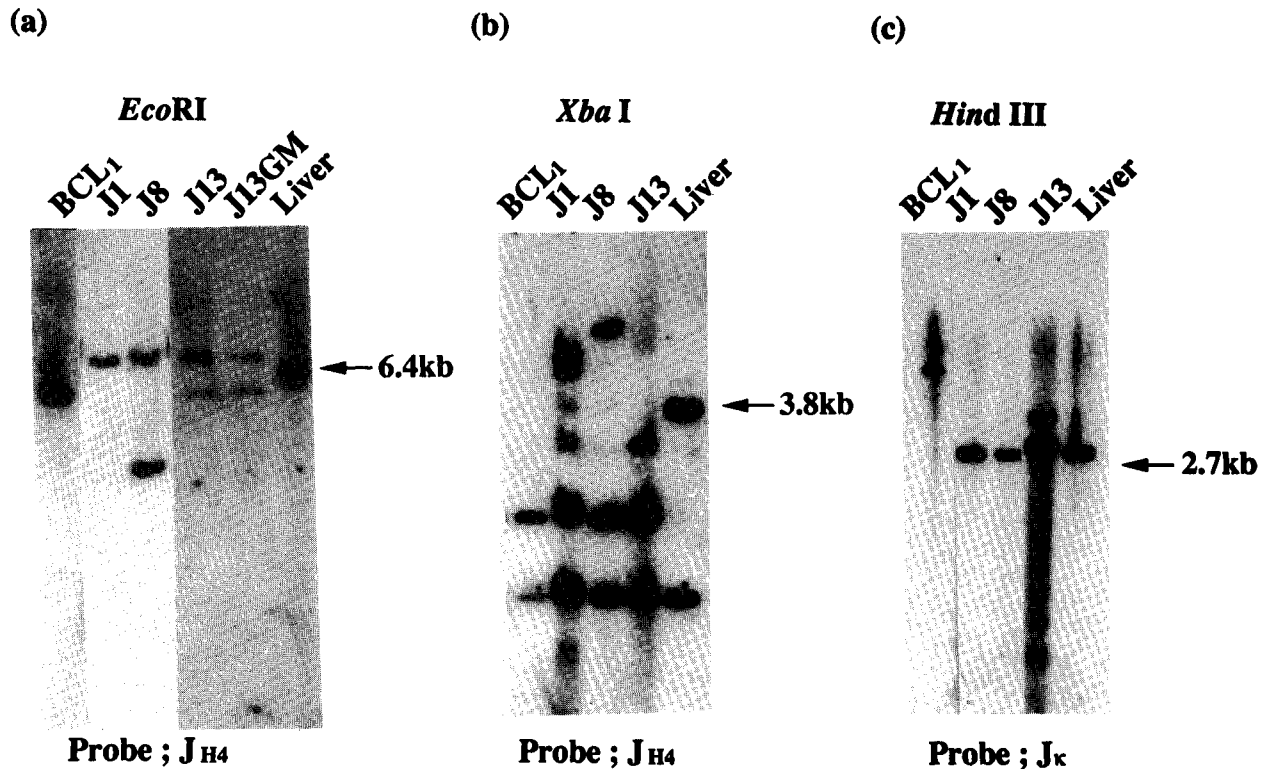 (a)
EcoRI
BCL1 J1 J8 J13 J13GM Liver
6.4kb
Probe ; JH4
(b)
Xba I
BCL1 J1 J8 J13 Liver
3.8kb
Probe ; JH4
(c)
Hind III
BCL1 J1 J8 J13 Liver
2.7kb
Probe ; Jκ